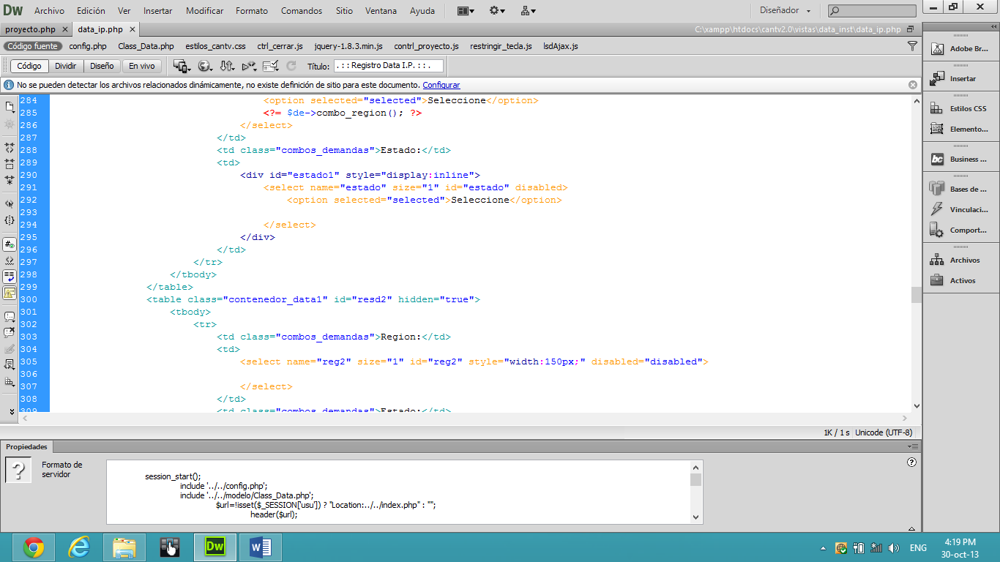 Dw Archivo Edición Ver Insertar Modificar Formato Comandos Sitio Ventana Ayuda Diseñador
proyecto.php data_ip.php C:\xampp\htdocs\cantv2.0\vistas\data_inst\data_ip.php
Código fuente config.php Class_Data.php estilos_cantv.css ctrl_cerrar.js jquery-1.8.3.min.js contrl_proyecto.js restringir_tecla.js lsdAjax.js
Código Dividir Diseño En vivo Título: . : : Registro Data I.P. : : .
No se pueden detectar los archivos relacionados dinámicamente, no existe definición de sitio para este documento. Configurar
284 <option selected="selected">Seleccione</option>
285 <?= $de->combo_region(); ?>
286 </select>
287 </td>
288 <td class="combos_demandas">Estado:</td>
289 <td>
290 <div id="estado1" style="display:inline">
291 <select name="estado" size="1" id="estado" disabled>
292 <option selected="selected">Seleccione</option>
293
294 </select>
295 </div>
296 </td>
297 </tr>
298 </tbody>
299 </table>
300 <table class="contenedor_data1" id="resd2" hidden="true">
301 <tbody>
302 <tr>
303 <td class="combos_demandas">Region:</td>
304 <td>
305 <select name="reg2" size="1" id="reg2" style="width:150px;" disabled="disabled">
306
307 </select>
308 </td>
309 <td class="combos_demandas">Estado:</td>
1K / 1 s Unicode (UTF-8)
Propiedades
Formato de
servidor
session_start();
include '../../config.php';
include '../../modelo/Class_Data.php';
$url=!isset($_SESSION['usu']) ? "Location:../../index.php" : "";
header($url);
Adobe Br...
Insertar
Estilos CSS
Elemento...
Business ...
Bases de ...
Vinculaci...
Comport...
Archivos
Activos
Dw W ENG 4:19 PM
30-oct-13